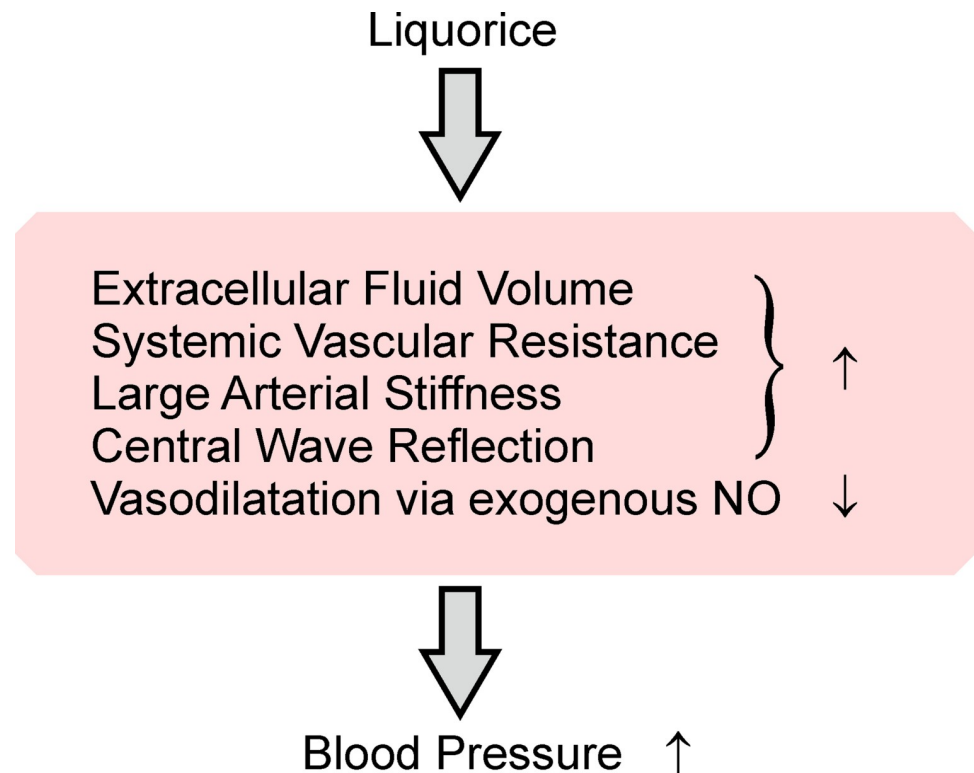 Liquorice
Extracellular Fluid Volume
Systemic Vascular Resistance
Large Arterial Stiffness
↑
Central Wave Reflection
Vasodilatation via exogenous NO ↓
Blood Pressure ↑